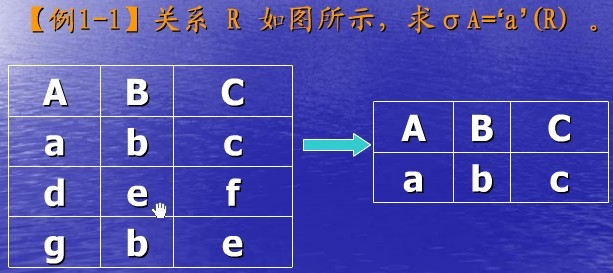 【例1-1】关系 R 如图所示，求σA=‘a’(R) 。
A B C
a b c
d e f
g b e
A B C
a b c